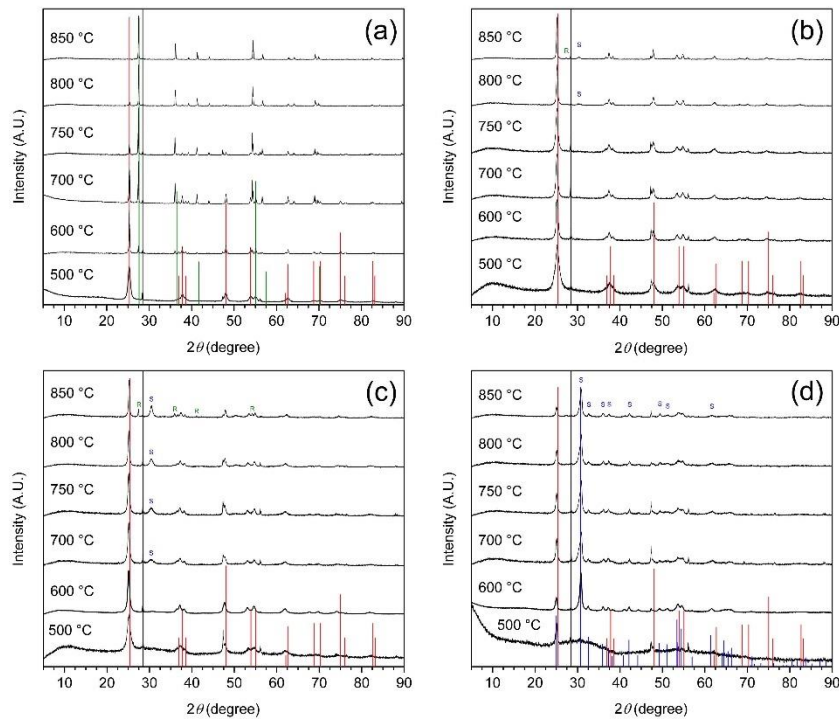 (a)
850 °C
800 °C
750 °C
700 °C
600 °C
500 °C
Intensity (A.U.)
10 20 30 40 50 60 70 80 90
2θ (degree)
(b)
850 °C
R S
800 °C
S
750 °C
700 °C
600 °C
500 °C
Intensity (A.U.)
10 20 30 40 50 60 70 80 90
2θ (degree)
(c)
850 °C
R S R R R
800 °C
750 °C
S
700 °C
S
600 °C
500 °C
Intensity (A.U.)
10 20 30 40 50 60 70 80 90
2θ (degree)
(d)
S
850 °C
S S S S S S S
800 °C
750 °C
700 °C
600 °C
500 °C
Intensity (A.U.)
10 20 30 40 50 60 70 80 90
2θ (degree)